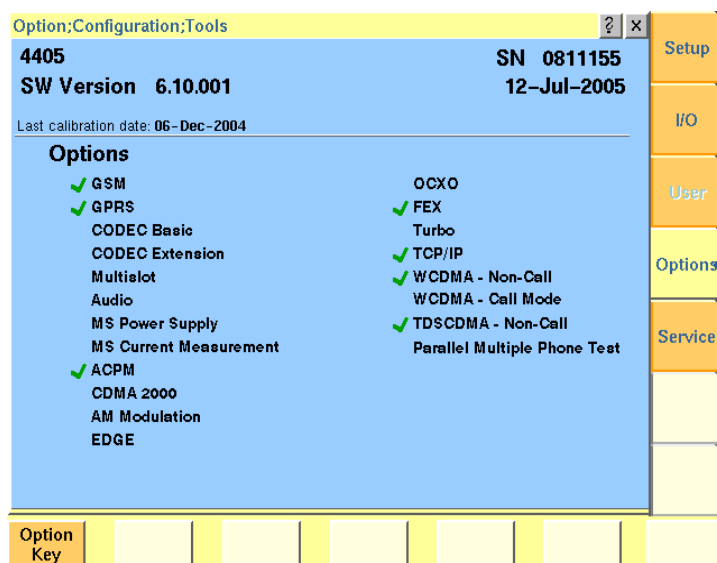 Option;Configuration;Tools
? X
4405
SN 0811155
SW Version 6.10.001
12-Jul-2005
Last calibration date: 06-Dec-2004
Options
GSM
GPRS
CODEC Basic
CODEC Extension
Multislot
Audio
MS Power Supply
MS Current Measurement
ACPM
CDMA 2000
AM Modulation
EDGE
OCXO
FEX
Turbo
TCP/IP
WCDMA - Non-Call
WCDMA - Call Mode
TDSCDMA - Non-Call
Parallel Multiple Phone Test
Setup
I/O
User
Options
Service
Option
Key